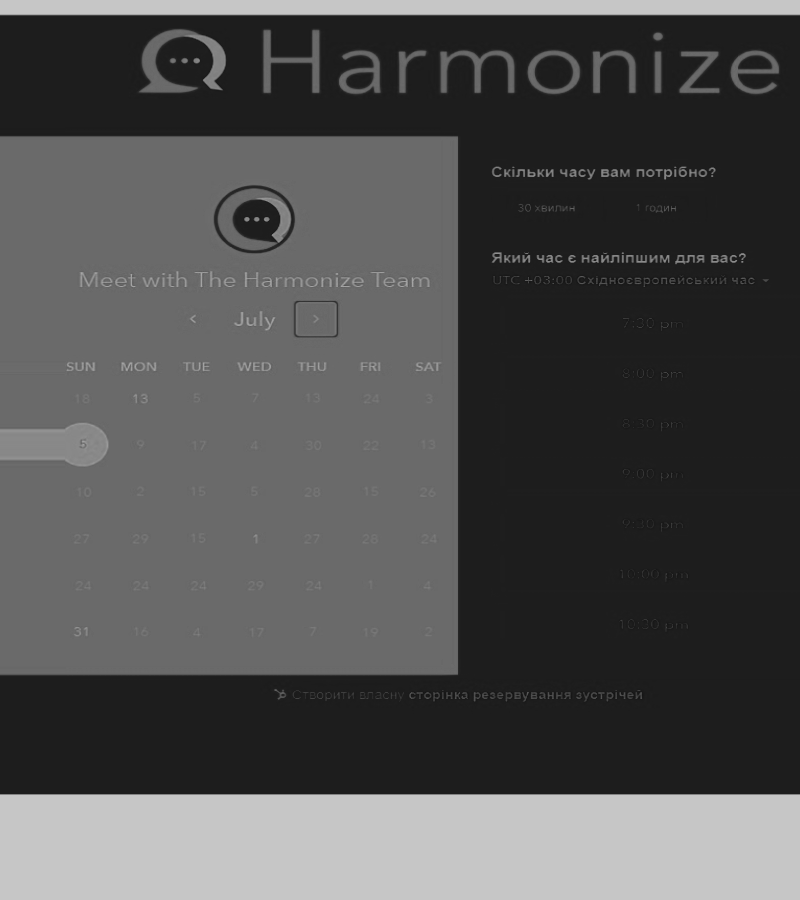 Harmonize
Meet with The Harmonize Team
July
SUN MON TUE WED THU FRI SAT
18 13 5 7 13 24 3
5 9 17 4 30 22 13
10 2 15 5 28 15 26
27 29 15 1 27 28 24
24 24 24 29 24 1 4
31 16 4 17 7 19 2
Скільки часу вам потрібно?
30 хвилин 1 годин
Який час є найліпшим для вас?
UTC +03:00 Східноєвропейський час
7:30 pm
8:00 pm
8:30 pm
9:00 pm
9:30 pm
10:00 pm
10:30 pm
Створити власну сторінка резервування зустрічей